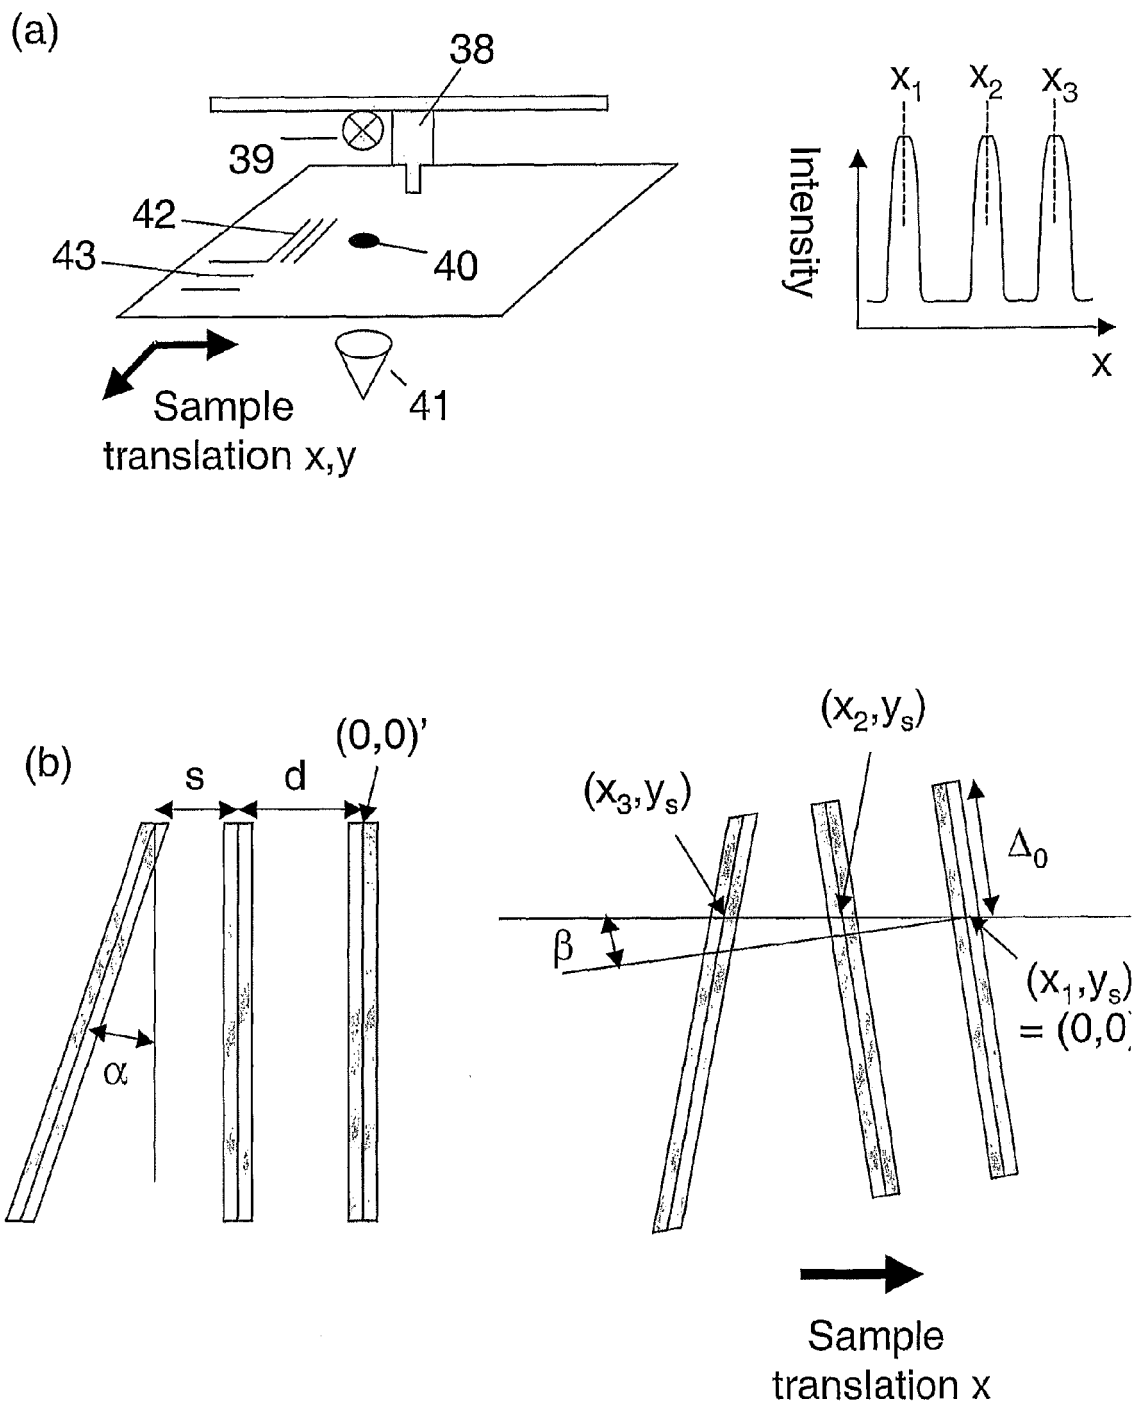 (a)
38
39
42
43
40
41
Sample
translation x,y
x1 x2 x3
Intensity
x
(b)
s
d
(0,0)'
α
(x2,ys)
(x3,ys)
Δ0
β
(x1,ys)
= (0,0)
Sample
translation x